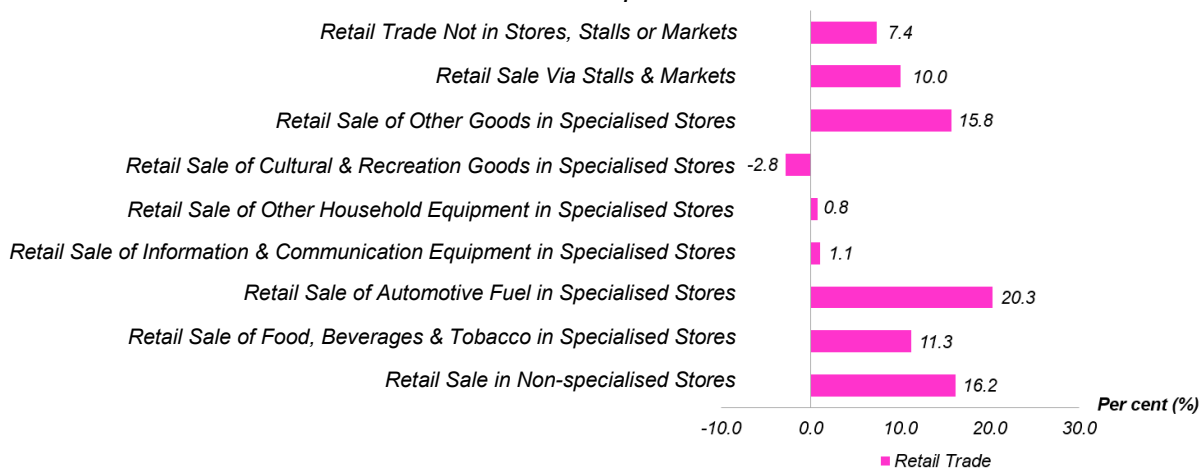 Retail Trade Not in Stores, Stalls or Markets 7.4
Retail Sale Via Stalls & Markets 10.0
Retail Sale of Other Goods in Specialised Stores 15.8
Retail Sale of Cultural & Recreation Goods in Specialised Stores -2.8
Retail Sale of Other Household Equipment in Specialised Stores 0.8
Retail Sale of Information & Communication Equipment in Specialised Stores 1.1
Retail Sale of Automotive Fuel in Specialised Stores 20.3
Retail Sale of Food, Beverages & Tobacco in Specialised Stores 11.3
Retail Sale in Non-specialised Stores 16.2
Per cent (%)
-10.0 0.0 10.0 20.0 30.0
Retail Trade